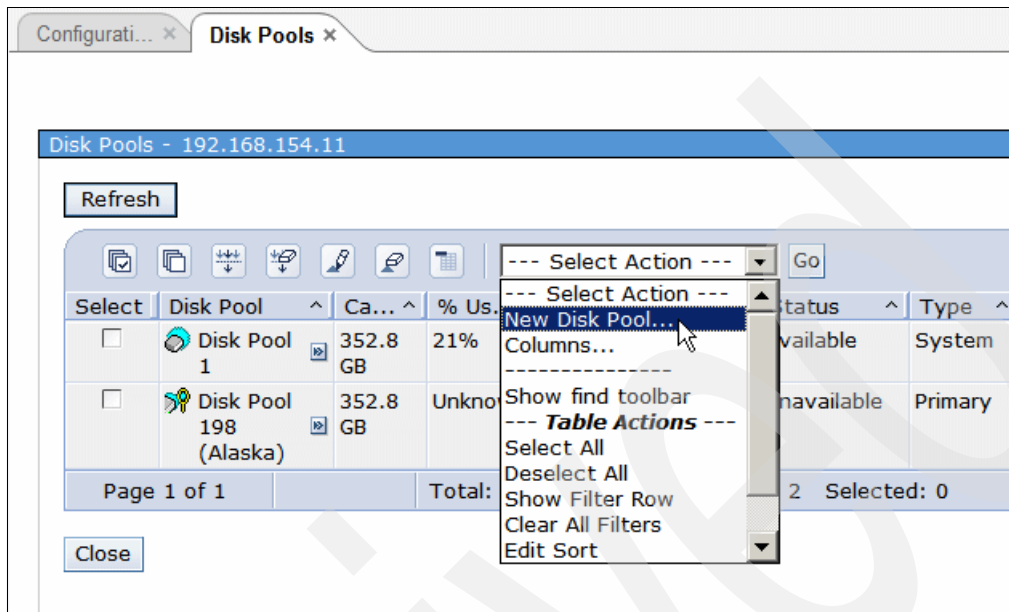 Configurati...
Disk Pools
Disk Pools - 192.168.154.11
Refresh
--- Select Action ---
Go
Select
Disk Pool
Ca...
% Us.
--- Select Action ---
New Disk Pool...
Columns...
---------------
Show find toolbar
--- Table Actions ---
Select All
Deselect All
Show Filter Row
Clear All Filters
Edit Sort
Status
Type
Disk Pool
1
352.8
GB
21%
vailable
System
Disk Pool
198
(Alaska)
352.8
GB
Unkno
navailable
Primary
Page 1 of 1
Total:
2
Selected: 0
Close